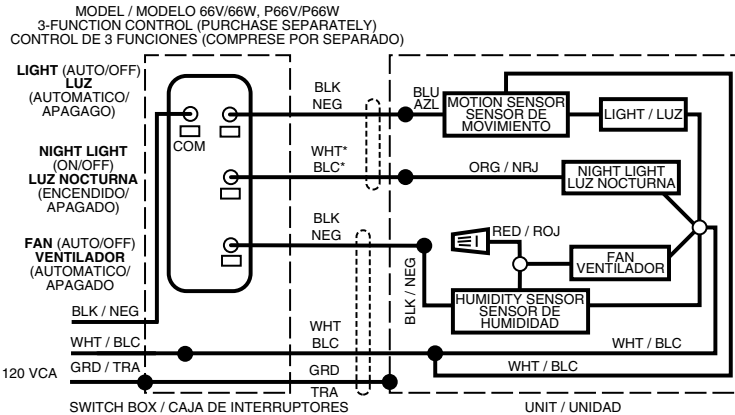 MODEL / MODELO 66V/66W, P66V/P66W
3-FUNCTION CONTROL (PURCHASE SEPARATELY)
CONTROL DE 3 FUNCIONES (COMPRESE POR SEPARADO)
LIGHT (AUTO/OFF)
LUZ
(AUTOMATICO/
APAGAGO)
NIGHT LIGHT
(ON/OFF)
LUZ NOCTURNA
(ENCENDIDO/
APAGADO)
FAN (AUTO/OFF)
VENTILADOR
(AUTOMATICO/
APAGADO
COM
BLK
NEG
WHT*
BLC*
BLK
NEG
BLU
AZL
MOTION SENSOR
SENSOR DE
MOVIMIENTO
LIGHT / LUZ
ORG / NRJ
NIGHT LIGHT
LUZ NOCTURNA
RED / ROJ
FAN
VENTILADOR
BLK / NEG
HUMIDITY SENSOR
SENSOR DE
HUMIDIDAD
BLK / NEG
WHT / BLC
WHT
BLC
WHT / BLC
120 VCA
GRD / TRA
GRD
TRA
WHT / BLC
SWITCH BOX / CAJA DE INTERRUPTORES
UNIT / UNIDAD